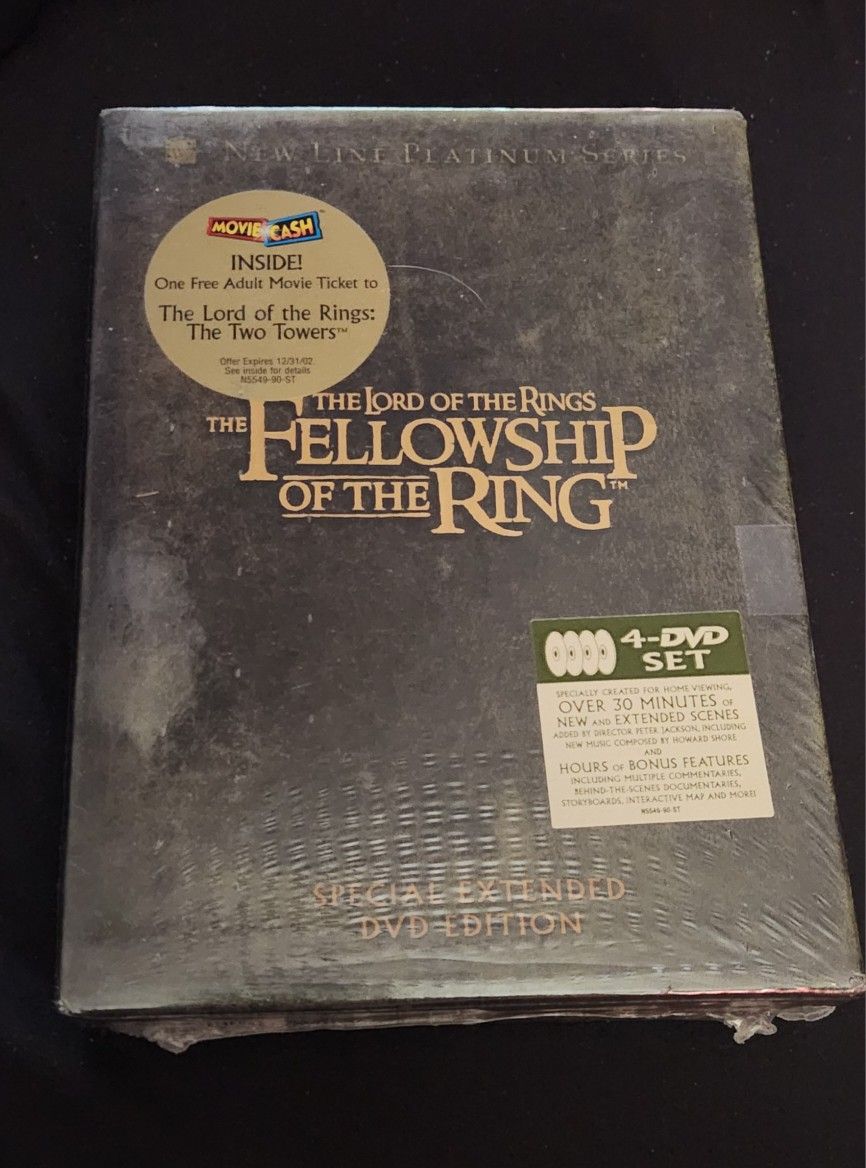 NEW LINE PLATINUM SERIES
MOVIE CASH™
INSIDE!
One Free Adult Movie Ticket to
The Lord of the Rings:
The Two Towers™
Offer Expires 12/31/02.
See inside for details
N5549-90-ST
THE LORD OF THE RINGS
THE FELLOWSHIP
OF THE RING™
4-DVD
SET
SPECIALLY CREATED FOR HOME VIEWING,
OVER 30 MINUTES OF
NEW AND EXTENDED SCENES
ADDED BY DIRECTOR PETER JACKSON, INCLUDING
NEW MUSIC COMPOSED BY HOWARD SHORE
AND
HOURS OF BONUS FEATURES
INCLUDING MULTIPLE COMMENTARIES,
BEHIND-THE-SCENES DOCUMENTARIES,
STORYBOARDS, INTERACTIVE MAP AND MORE!
N5549-90-ST
SPECIAL EXTENDED
DVD EDITION